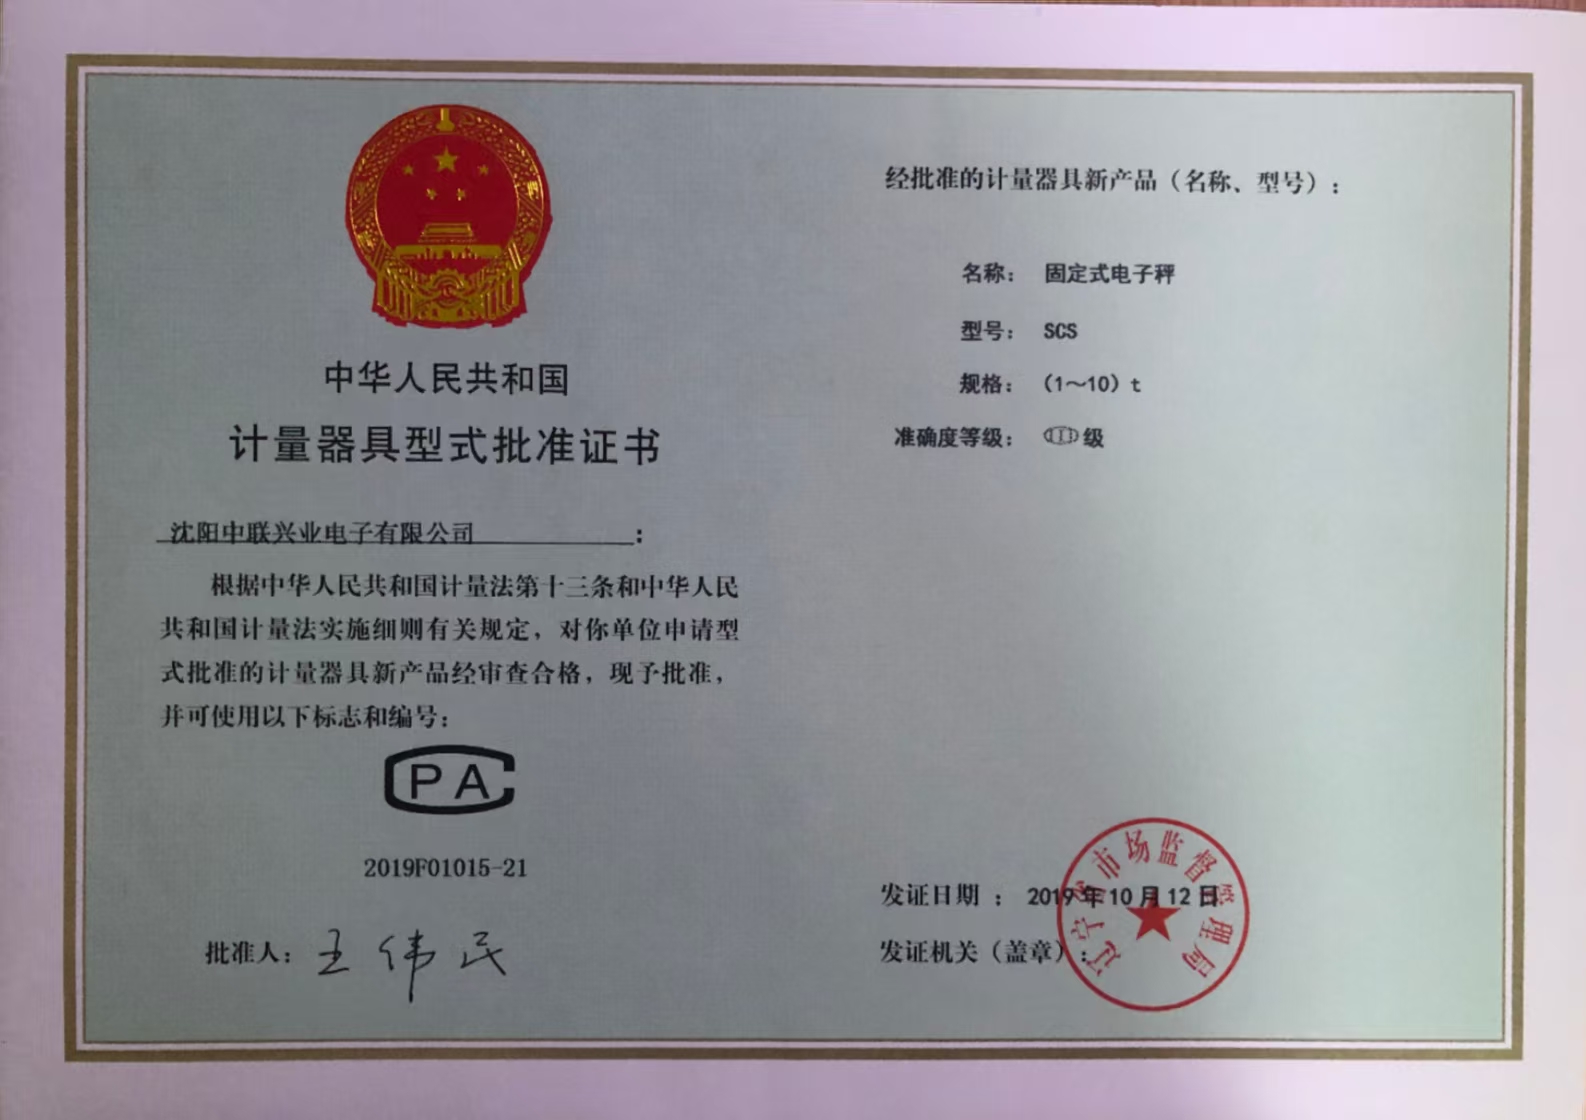 中华人民共和国
计量器具型式批准证书
沈阳中联兴业电子有限公司：
根据中华人民共和国计量法第十三条和中华人民
共和国计量法实施细则有关规定，对你单位申请型
式批准的计量器具新产品经审查合格，现予批准，
并可使用以下标志和编号：
CPA
2019F01015-21
批准人：王伟民
经批准的计量器具新产品（名称、型号）：
名称： 固定式电子秤
型号： SCS
规格： （1～10）t
准确度等级： Ⅲ级
发证日期 ： 2019 年 10 月 12 日
发证机关（盖章）：
辽宁省市场监督管理局